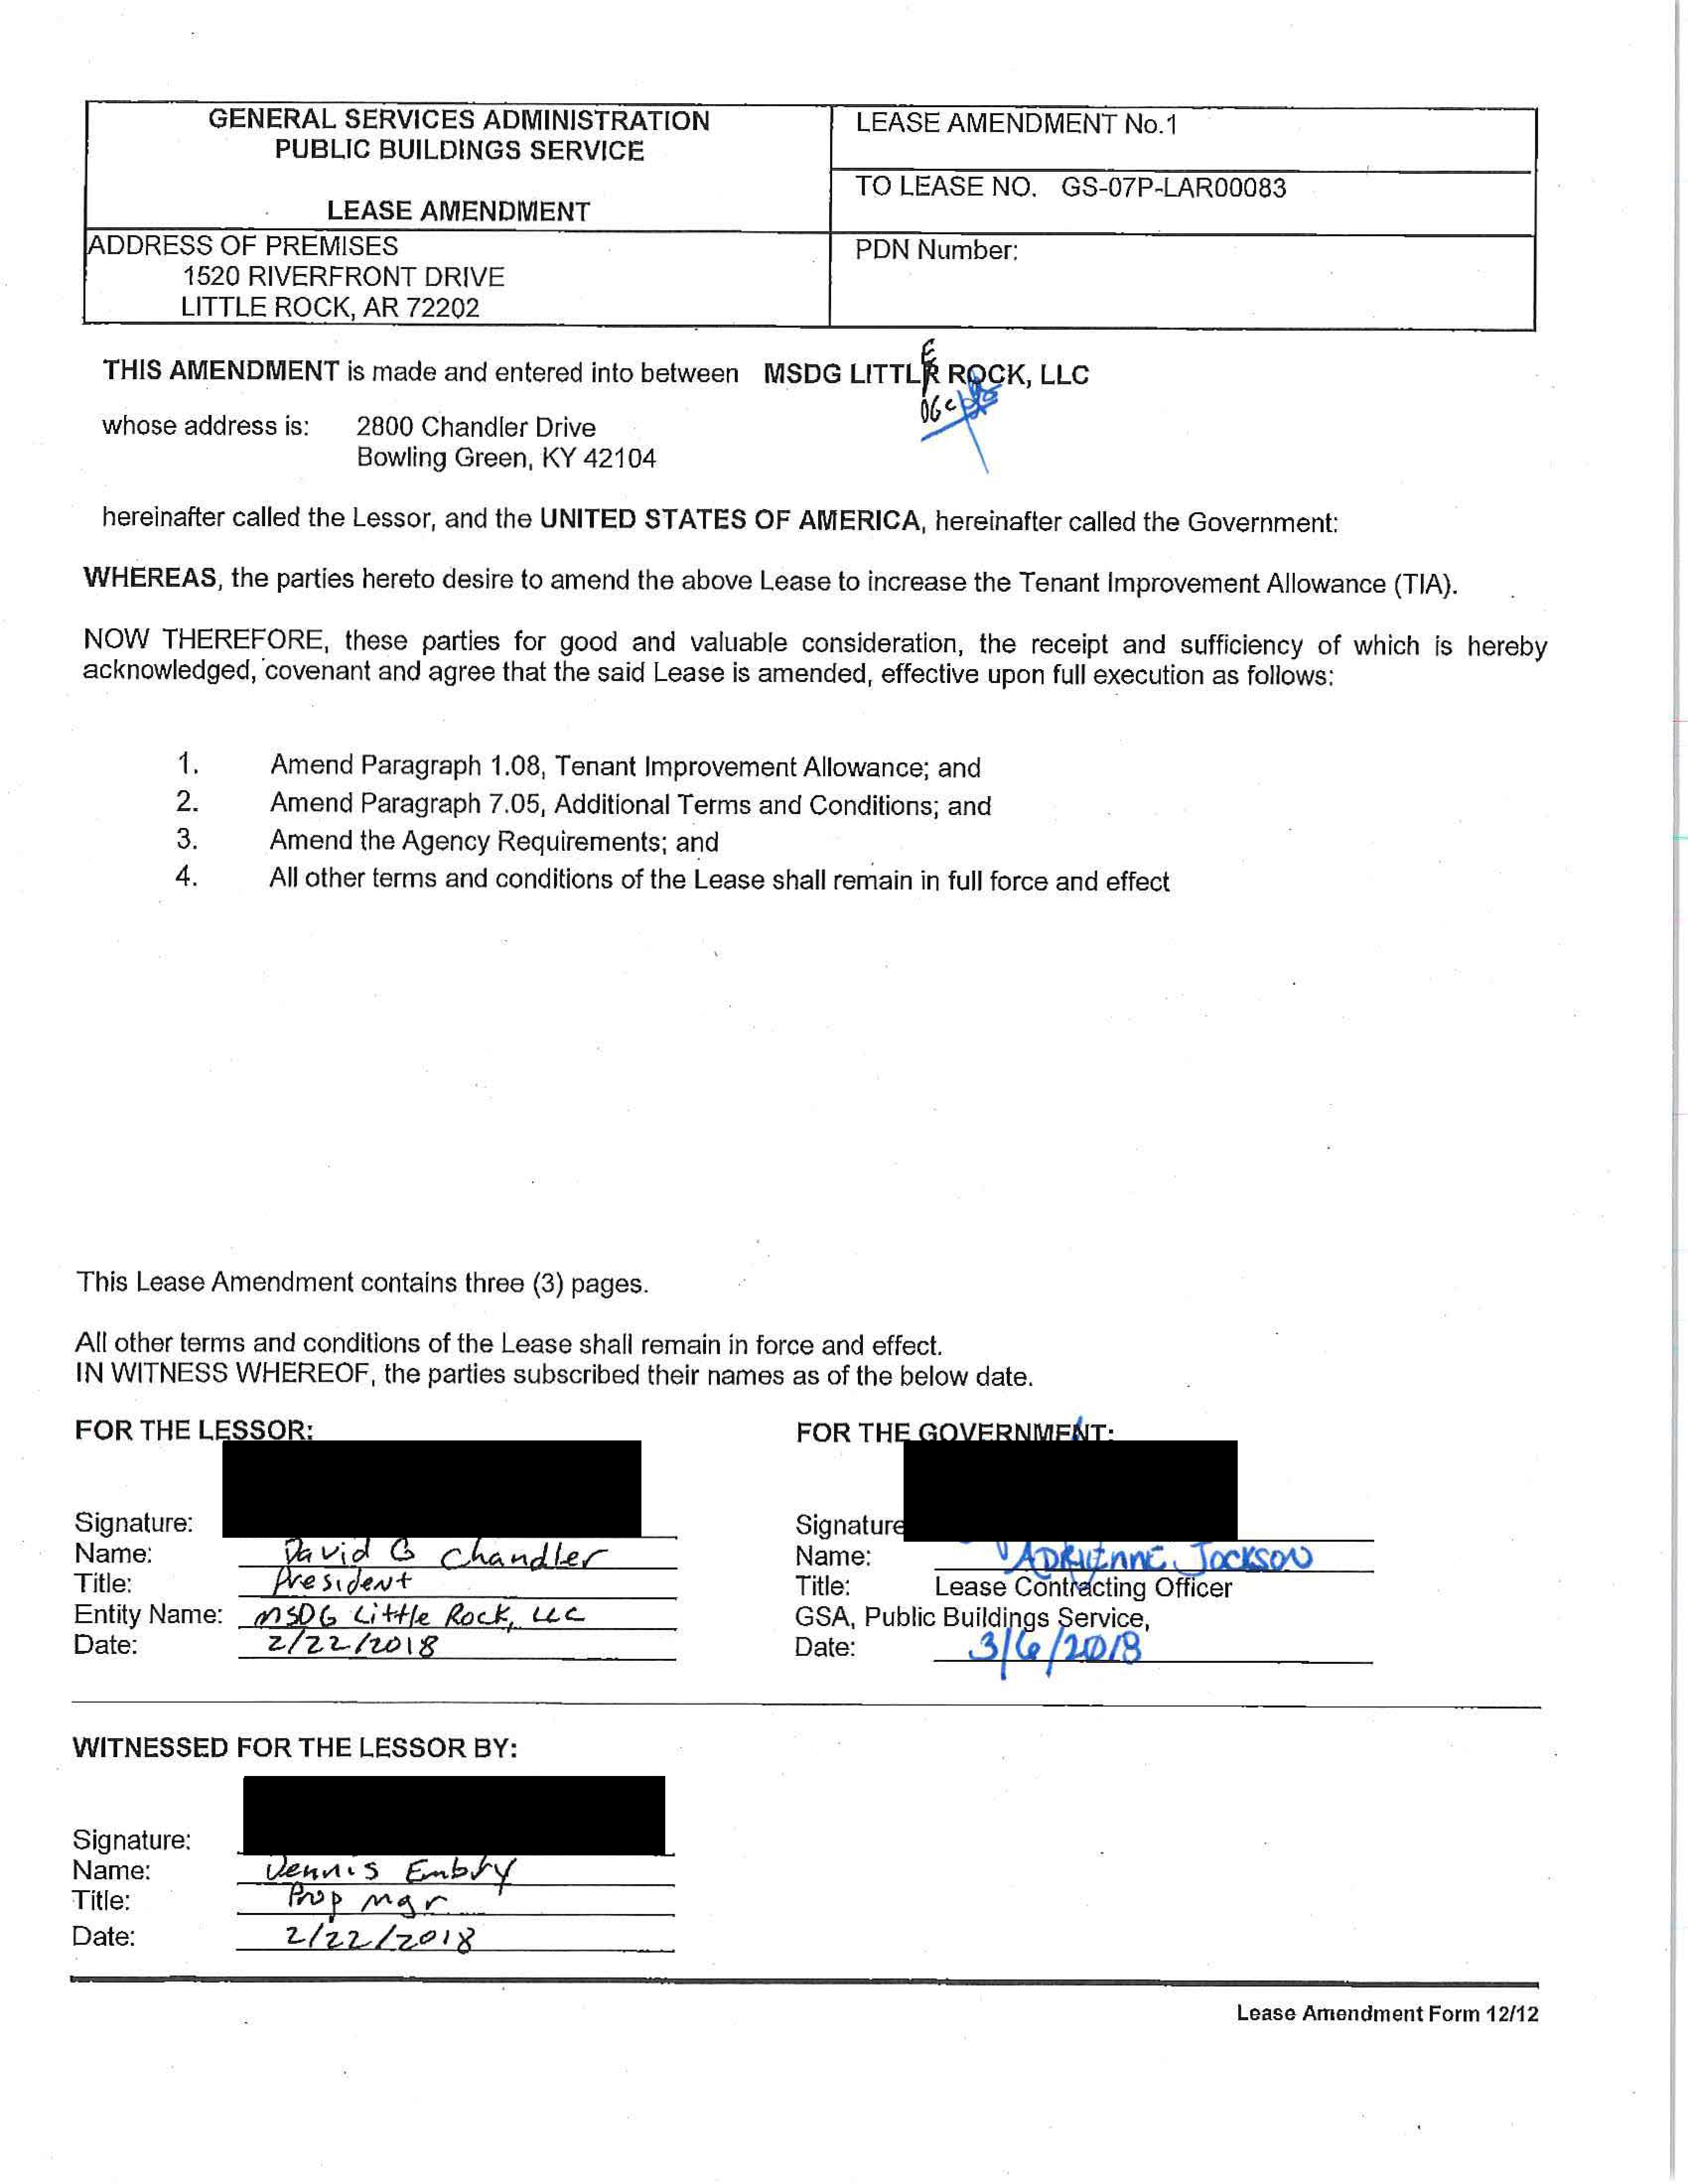 GENERAL SERVICES ADMINISTRATION
PUBLIC BUILDINGS SERVICE
LEASE AMENDMENT
LEASE AMENDMENT No.1
TO LEASE NO. GS-07P-LAR00083
ADDRESS OF PREMISES
1520 RIVERFRONT DRIVE
LITTLE ROCK, AR 72202
PDN Number:
E
THIS AMENDMENT is made and entered into between MSDG LITTLR ROCK, LLC
DGC
whose address is: 2800 Chandler Drive
Bowling Green, KY 42104
hereinafter called the Lessor, and the UNITED STATES OF AMERICA, hereinafter called the Government:
WHEREAS, the parties hereto desire to amend the above Lease to increase the Tenant Improvement Allowance (TIA).
NOW THEREFORE, these parties for good and valuable consideration, the receipt and sufficiency of which is hereby
acknowledged, covenant and agree that the said Lease is amended, effective upon full execution as follows:
1. Amend Paragraph 1.08, Tenant Improvement Allowance; and
2. Amend Paragraph 7.05, Additional Terms and Conditions; and
3. Amend the Agency Requirements; and
4. All other terms and conditions of the Lease shall remain in full force and effect
This Lease Amendment contains three (3) pages.
All other terms and conditions of the Lease shall remain in force and effect.
IN WITNESS WHEREOF, the parties subscribed their names as of the below date.
FOR THE LESSOR:
Signature:
Name: David G Chandler
Title: President
Entity Name: MSDG Little Rock, LLC
Date: 2/22/2018
FOR THE GOVERNMENT:
Signature
Name: ADRIENNE JACKSON
Title: Lease Contracting Officer
GSA, Public Buildings Service,
Date: 3/6/2018
WITNESSED FOR THE LESSOR BY:
Signature:
Name: Dennis Embry
Title: Prop Mgr
Date: 2/22/2018
Lease Amendment Form 12/12